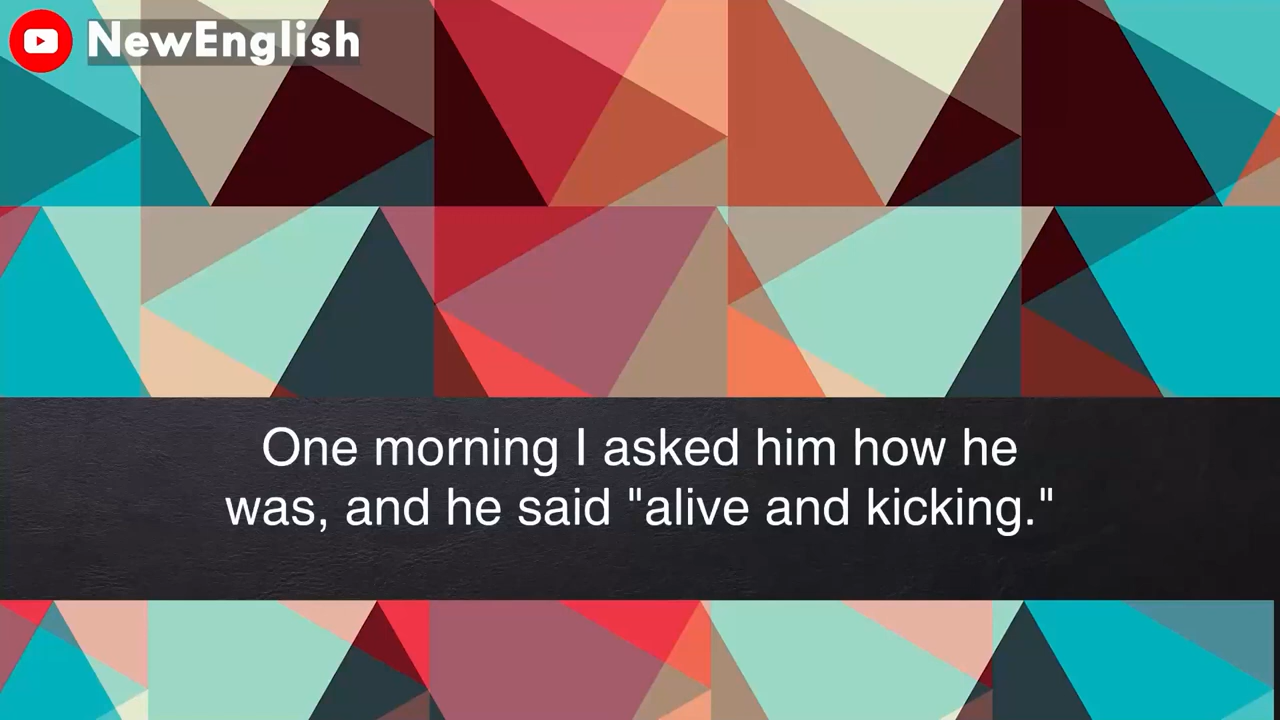 NewEnglish
One morning I asked him how he
was, and he said "alive and kicking."